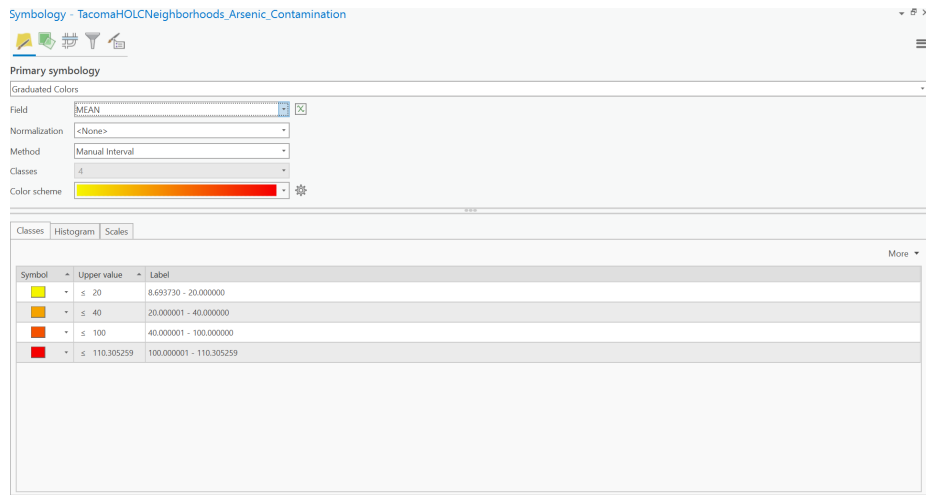 Symbology - TacomaHOLCNeighborhoods_Arsenic_Contamination
Primary symbology
Graduated Colors
Field MEAN
Normalization <None>
Method Manual Interval
Classes 4
Color scheme
Classes Histogram Scales
More
Symbol Upper value Label
≤ 20 8.693730 - 20.000000
≤ 40 20.000001 - 40.000000
≤ 100 40.000001 - 100.000000
≤ 110.305259 100.000001 - 110.305259